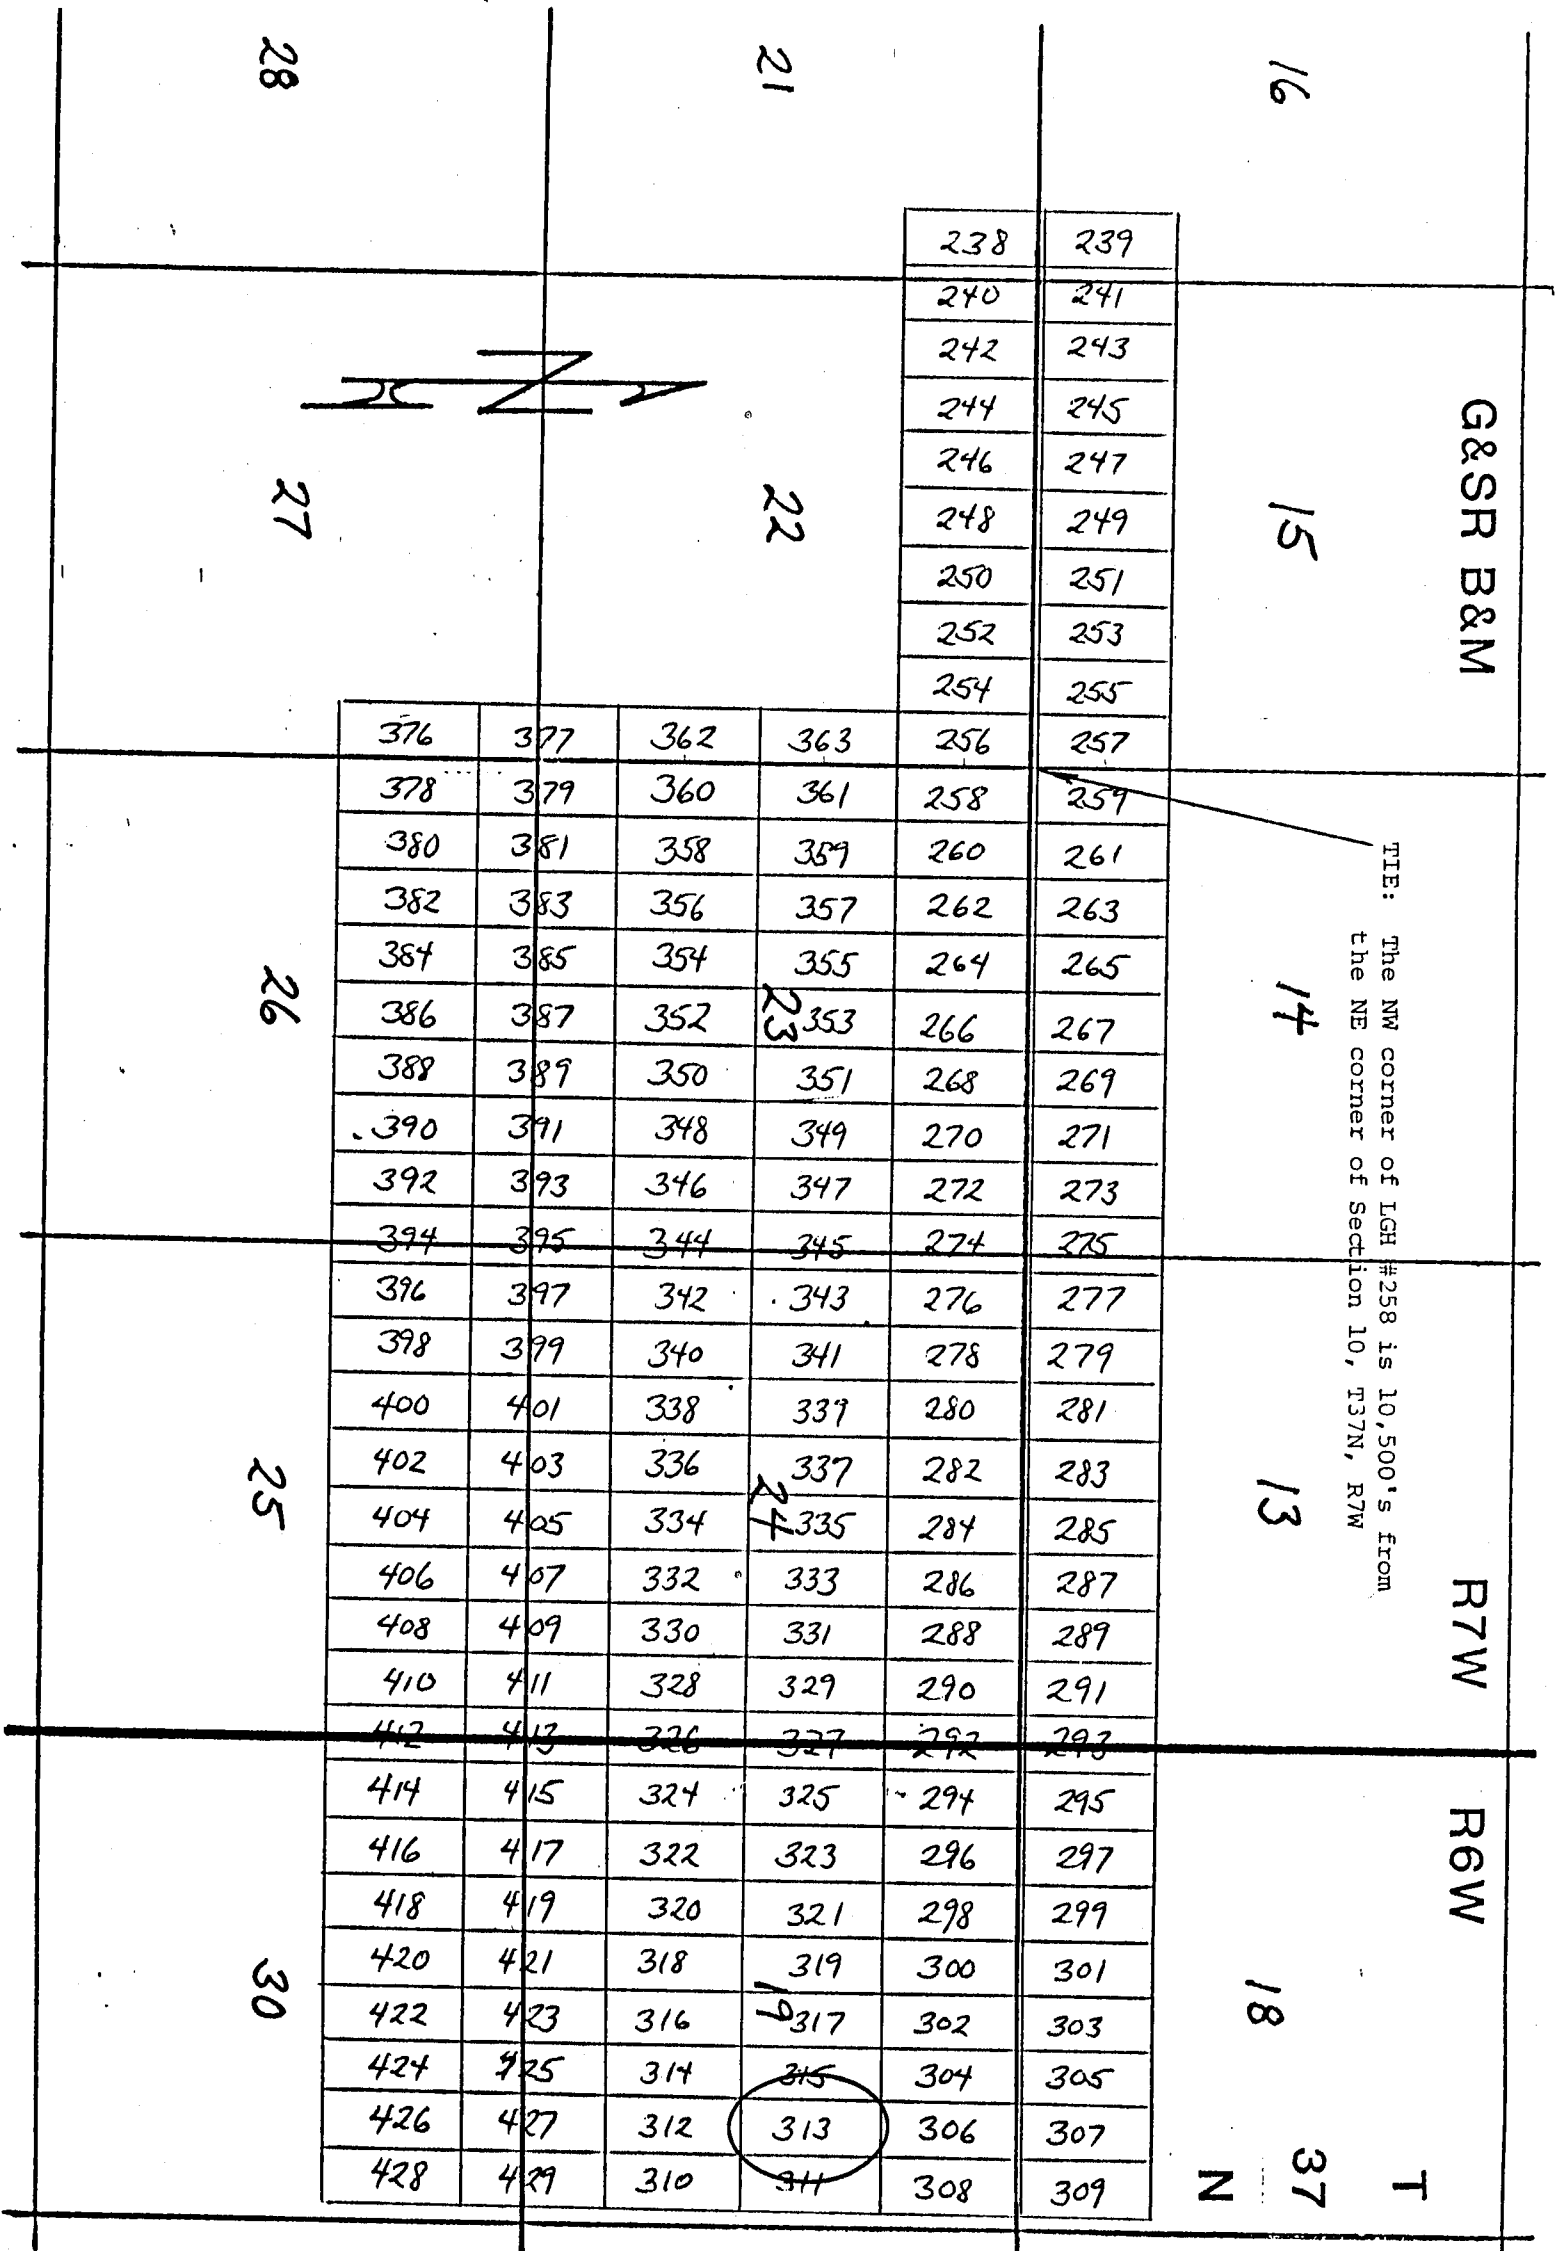 G&SR B&M
R7W
R6W
T
37
N
TIE: The NW corner of LGH #258 is 10,500's from
the NE corner of Section 10, T37N, R7W
16
15
14
13
18
21
22
23
24
19
28
27
26
25
30
N
238 239
240 241
242 243
244 245
246 247
248 249
250 251
252 253
254 255
376 377 362 363 256 257
378 379 360 361 258 259
380 381 358 359 260 261
382 383 356 357 262 263
384 385 354 355 264 265
386 387 352 353 266 267
388 389 350 351 268 269
390 391 348 349 270 271
392 393 346 347 272 273
394 395 344 345 274 275
396 397 342 343 276 277
398 399 340 341 278 279
400 401 338 339 280 281
402 403 336 337 282 283
404 405 334 335 284 285
406 407 332 333 286 287
408 409 330 331 288 289
410 411 328 329 290 291
412 413 326 327 292 293
414 415 324 325 294 295
416 417 322 323 296 297
418 419 320 321 298 299
420 421 318 319 300 301
422 423 316 317 302 303
424 425 314 315 304 305
426 427 312 313 306 307
428 429 310 311 308 309